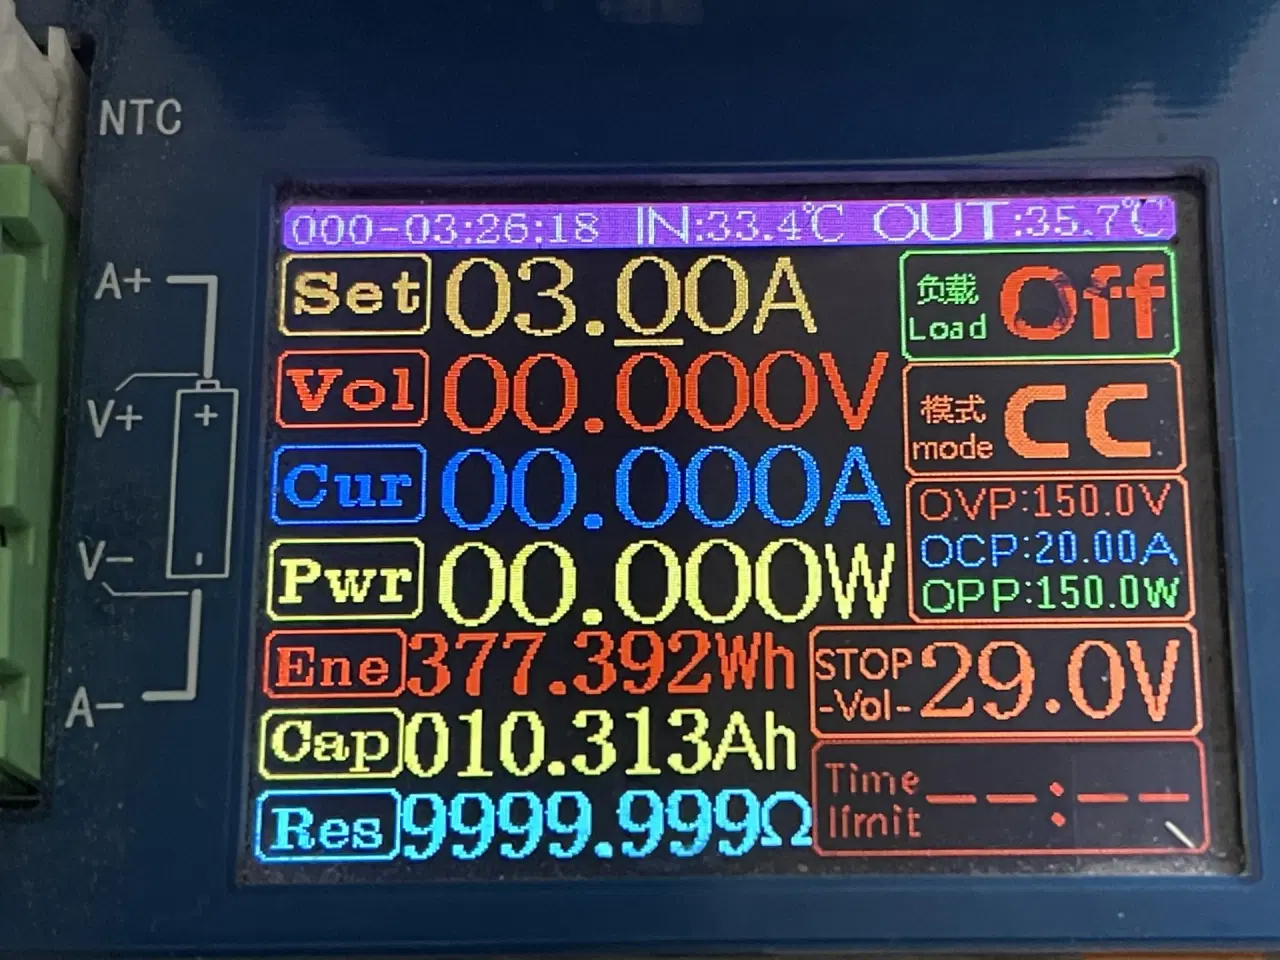 NTC
000-03:26:18 IN:33.4℃ OUT:35.7℃
Set 03.00A
负载
Load Off
A+
Vol 00.000V
模式
mode CC
V+
Cur 00.000A
OVP:150.0V
OCP:20.00A
OPP:150.0W
V-
Pwr 00.000W
Ene 377.392Wh
STOP
-Vol- 29.0V
A-
Cap 010.313Ah
Time
limit --:--
Res 9999.999Ω